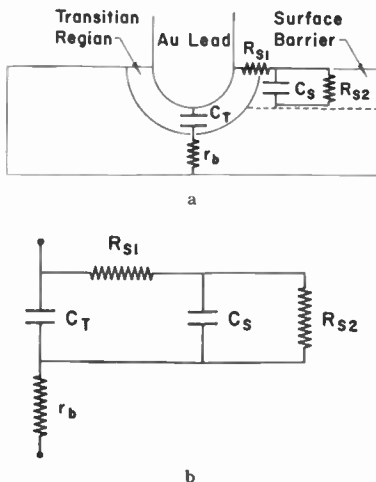 Transition Region
Au Lead
Surface Barrier
RS1
CS
RS2
CT
rb
a
RS1
CT
CS
RS2
rb
b